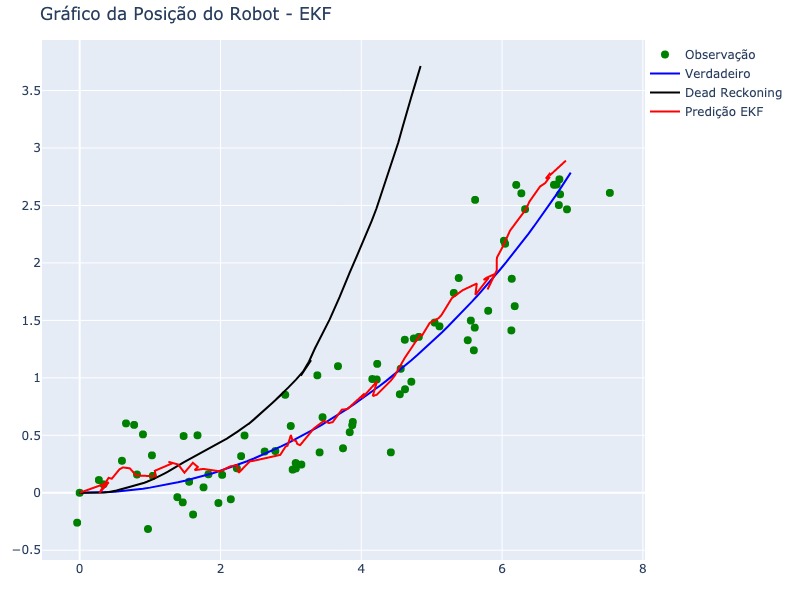 Gráfico da Posição do Robot - EKF
Observação
Verdadeiro
Dead Reckoning
Predição EKF
3.5
3
2.5
2
1.5
1
0.5
0
−0.5
0 2 4 6 8